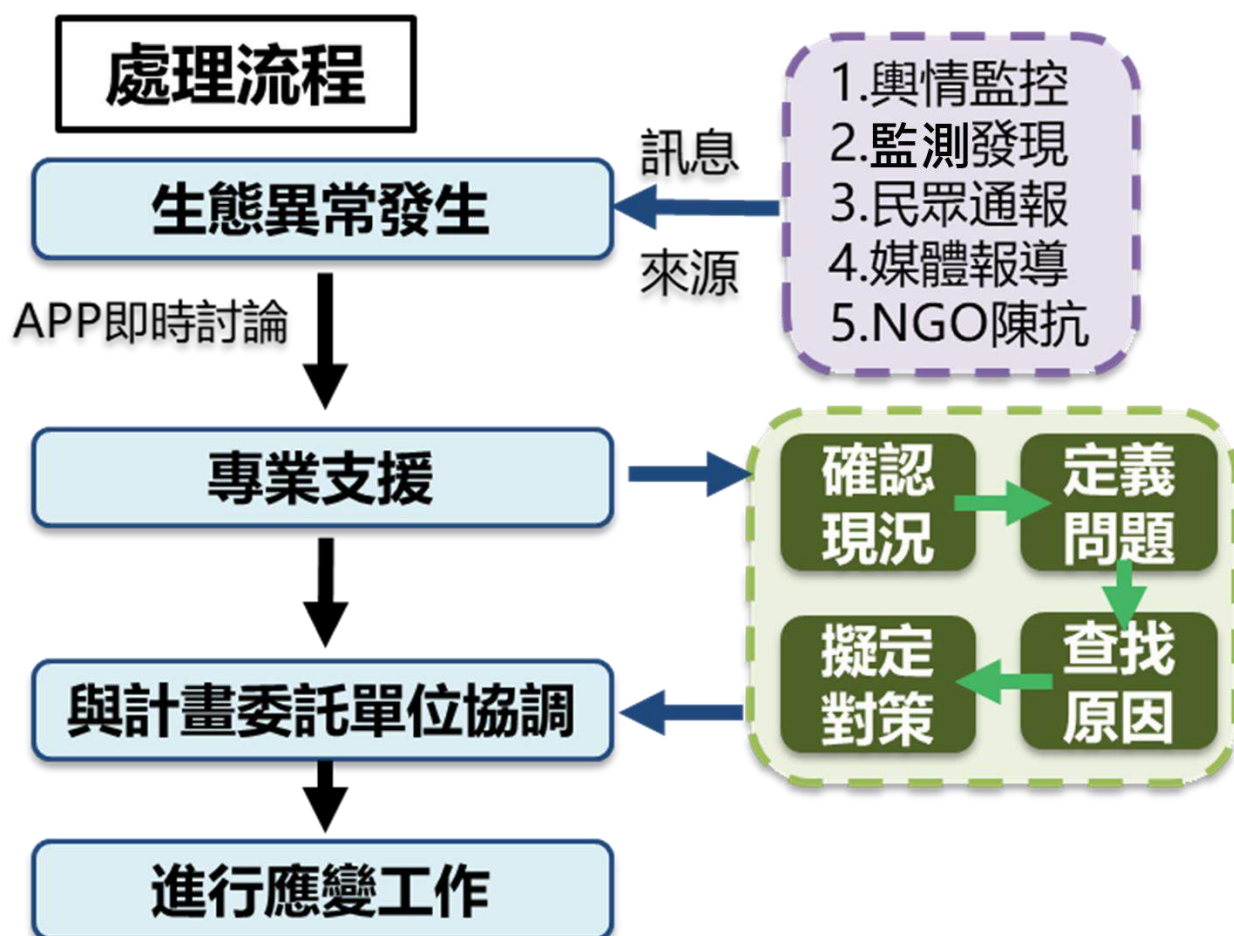 處理流程
生態異常發生
訊息
來源
1.輿情監控
2.監測發現
3.民眾通報
4.媒體報導
5.NGO陳抗
APP即時討論
專業支援
確認
現況
定義
問題
查找
原因
擬定
對策
與計畫委託單位協調
進行應變工作